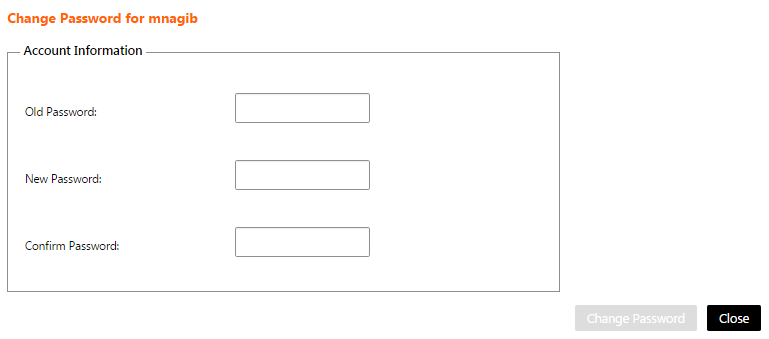 Change Password for mnagib
Account Information
Old Password:
New Password:
Confirm Password:
Change Password
Close